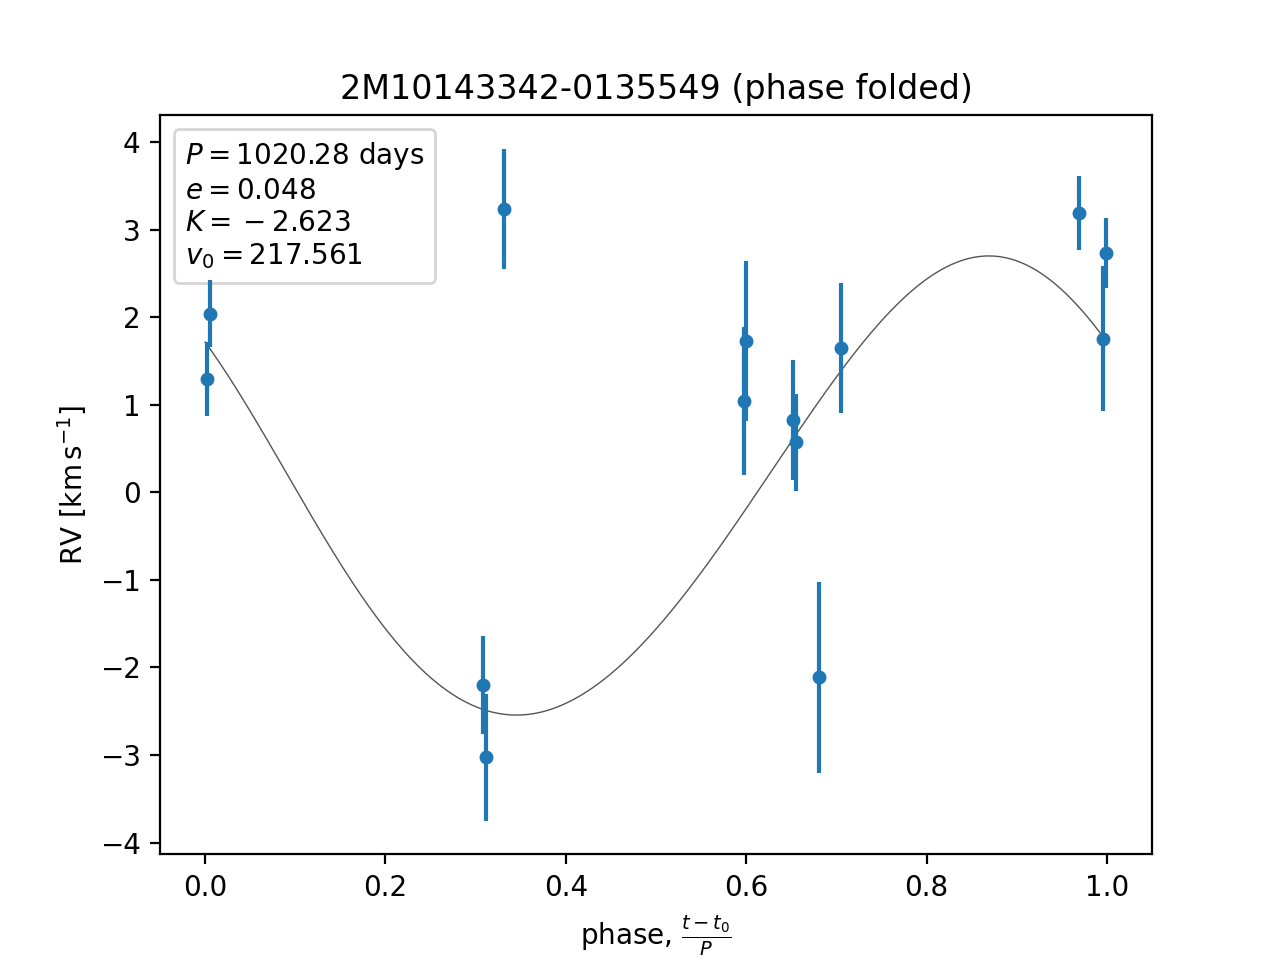 2M10143342-0135549 (phase folded)
P = 1020.28 days
e = 0.048
K = −2.623
v₀ = 217.561
4
3
2
1
0
−1
−2
−3
−4
RV [km s⁻¹]
0.0 0.2 0.4 0.6 0.8 1.0
phase, (t − t₀)/P